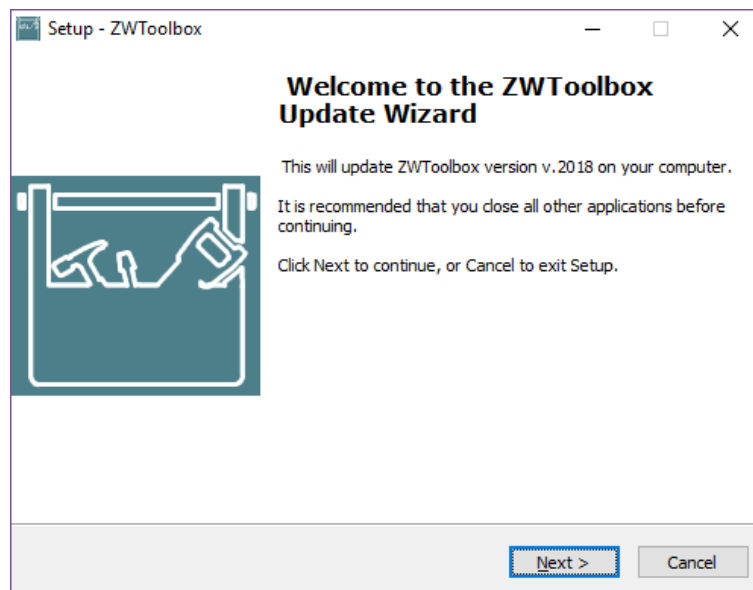 Setup - ZWToolbox
Welcome to the ZWToolbox
Update Wizard
This will update ZWToolbox version v.2018 on your computer.
It is recommended that you close all other applications before
continuing.
Click Next to continue, or Cancel to exit Setup.
Next >
Cancel